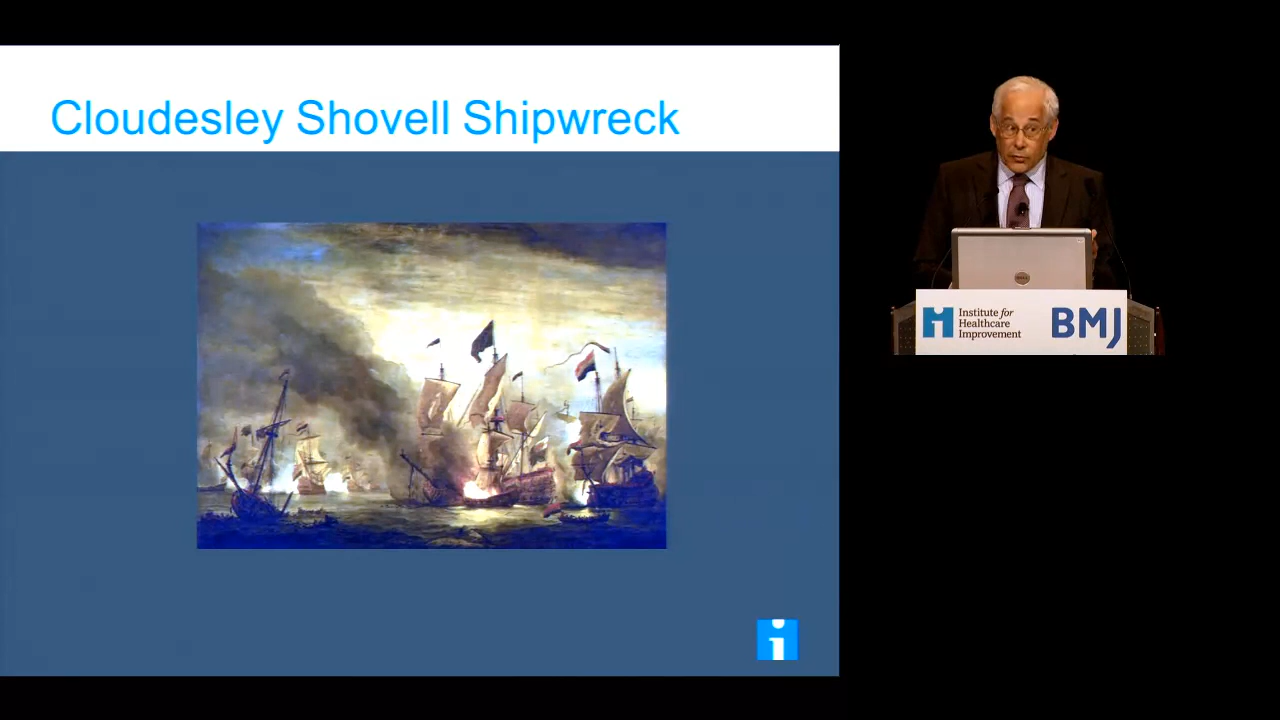 Cloudesley Shovell Shipwreck
Institute for
Healthcare
Improvement
BMJ